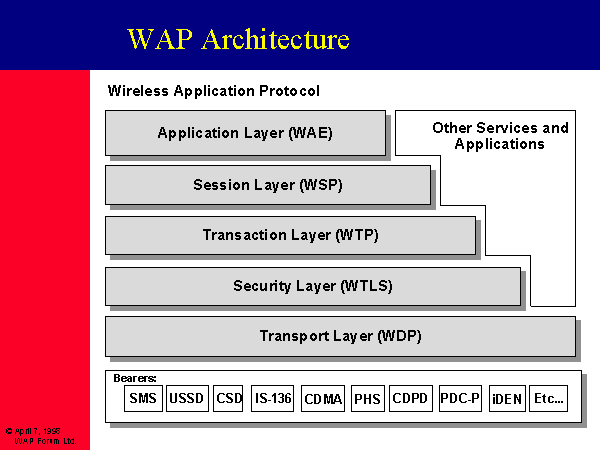 WAP Architecture
Wireless Application Protocol
Application Layer (WAE)
Other Services and
Applications
Session Layer (WSP)
Transaction Layer (WTP)
Security Layer (WTLS)
Transport Layer (WDP)
Bearers:
SMS USSD CSD IS-136 CDMA PHS CDPD PDC-P iDEN Etc...
© April 7, 1998
WAP Forum Ltd.